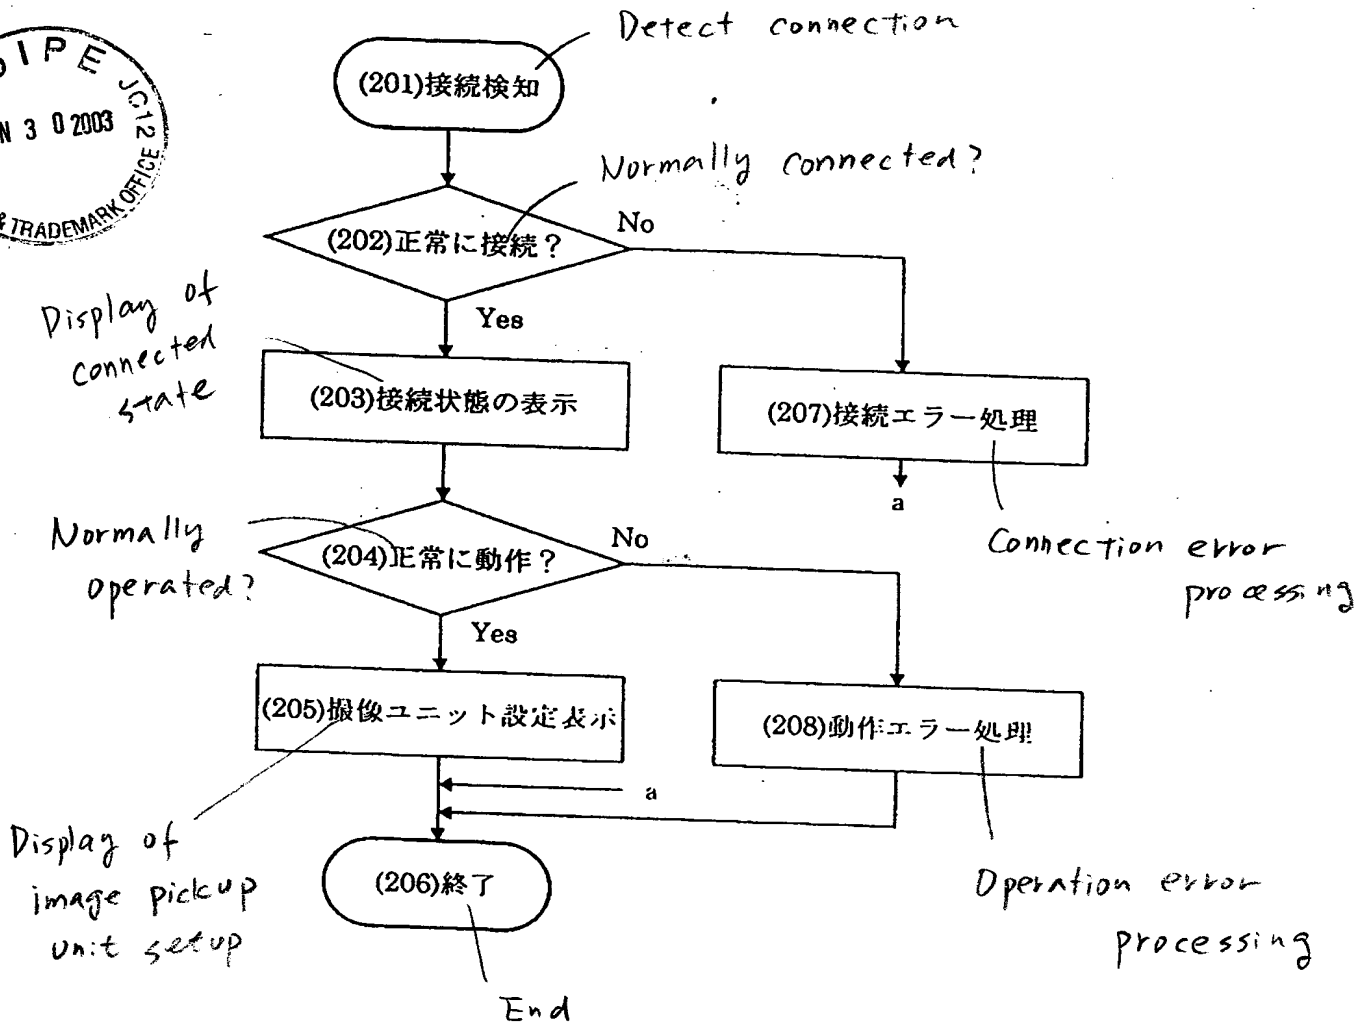 Detect connection
OIPE JC12
N 3 0 2003
& TRADEMARK OFFICE
(201)接続検知
Normally connected?
(202)正常に接続？
No
Yes
Display of
connected
state
(203)接続状態の表示
(207)接続エラー処理
a
Connection error
processing
Normally
operated?
(204)正常に動作？
No
Yes
(205)撮像ユニット設定表示
(208)動作エラー処理
a
Display of
image pickup
unit setup
(206)終了
Operation error
processing
End